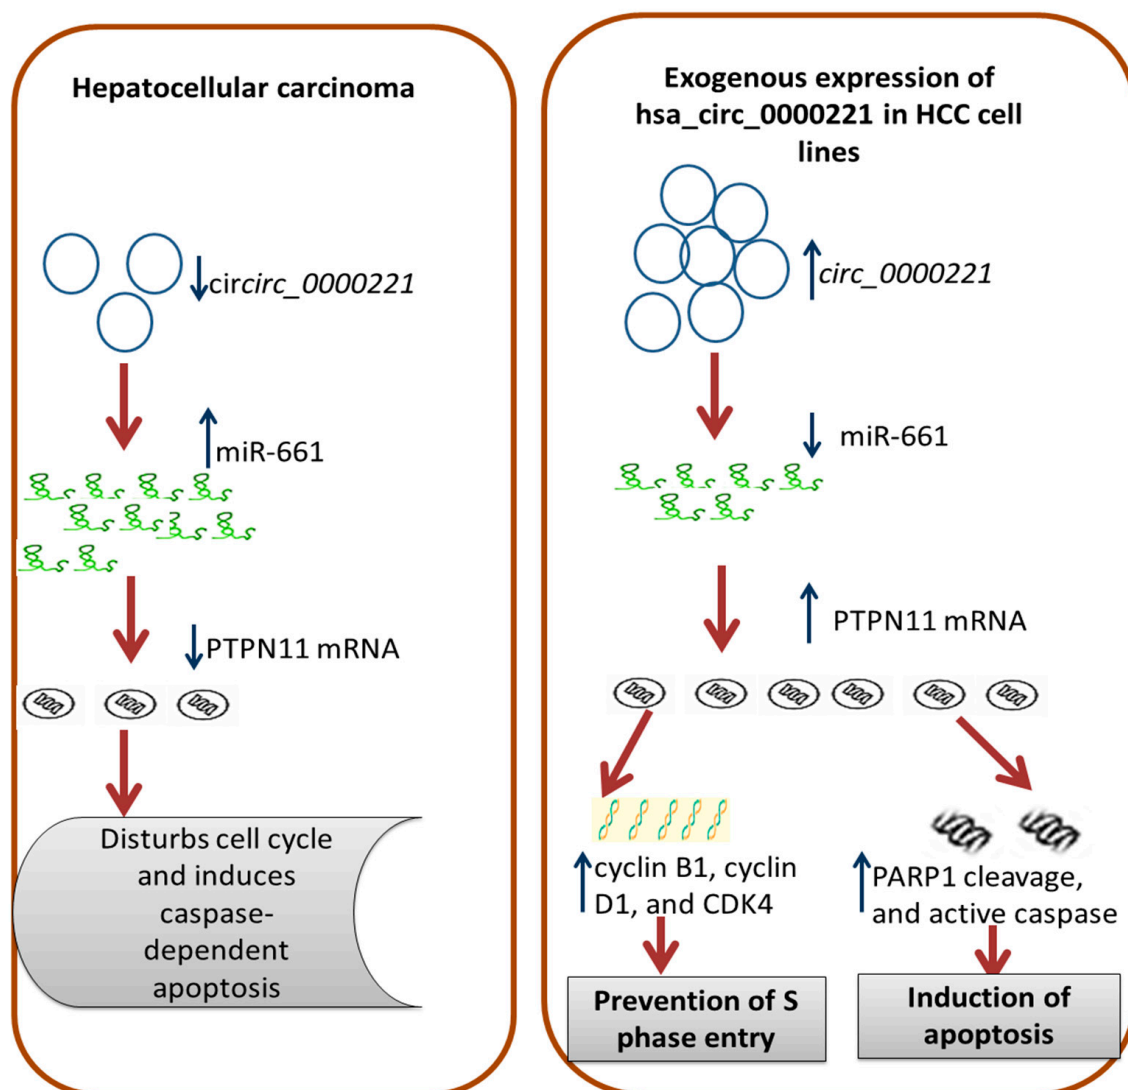 Hepatocellular carcinoma
circirc_0000221
miR-661
PTPN11 mRNA
Disturbs cell cycle
and induces
caspase-
dependent
apoptosis
Exogenous expression of
hsa_circ_0000221 in HCC cell
lines
circ_0000221
miR-661
PTPN11 mRNA
cyclin B1, cyclin
D1, and CDK4
PARP1 cleavage,
and active caspase
Prevention of S
phase entry
Induction of
apoptosis